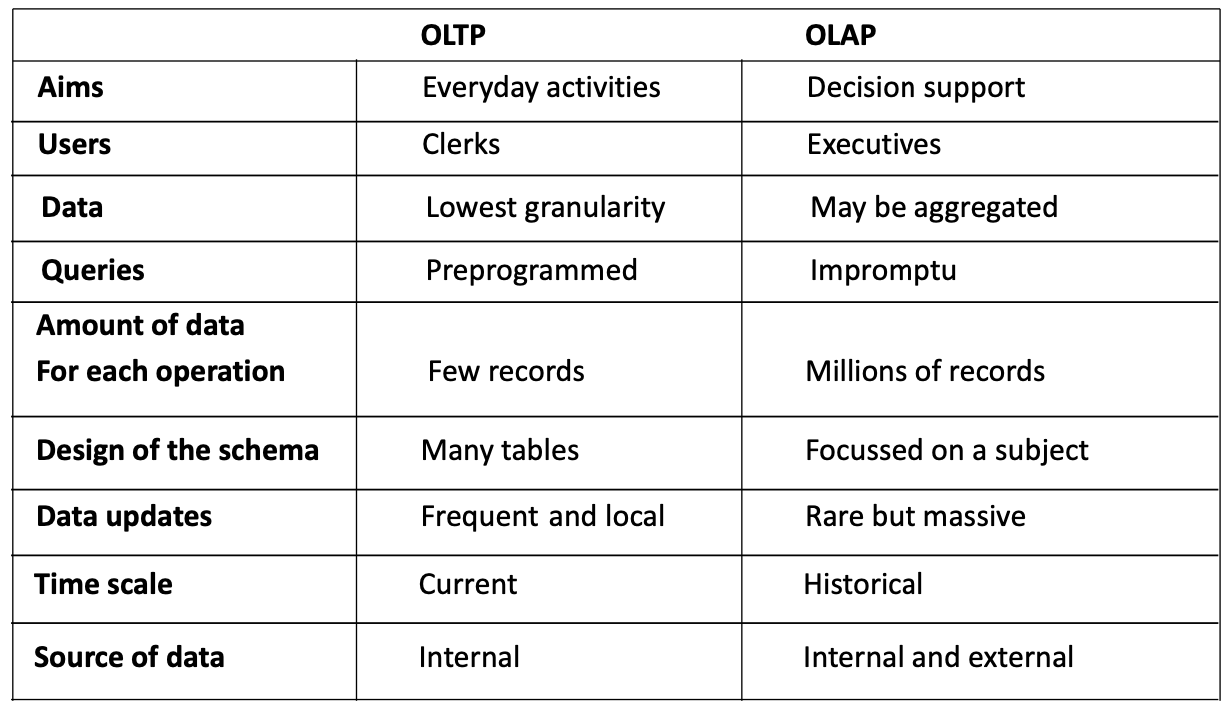 OLTP OLAP
Aims Everyday activities Decision support
Users Clerks Executives
Data Lowest granularity May be aggregated
Queries Preprogrammed Impromptu
Amount of data
For each operation Few records Millions of records
Design of the schema Many tables Focussed on a subject
Data updates Frequent and local Rare but massive
Time scale Current Historical
Source of data Internal Internal and external